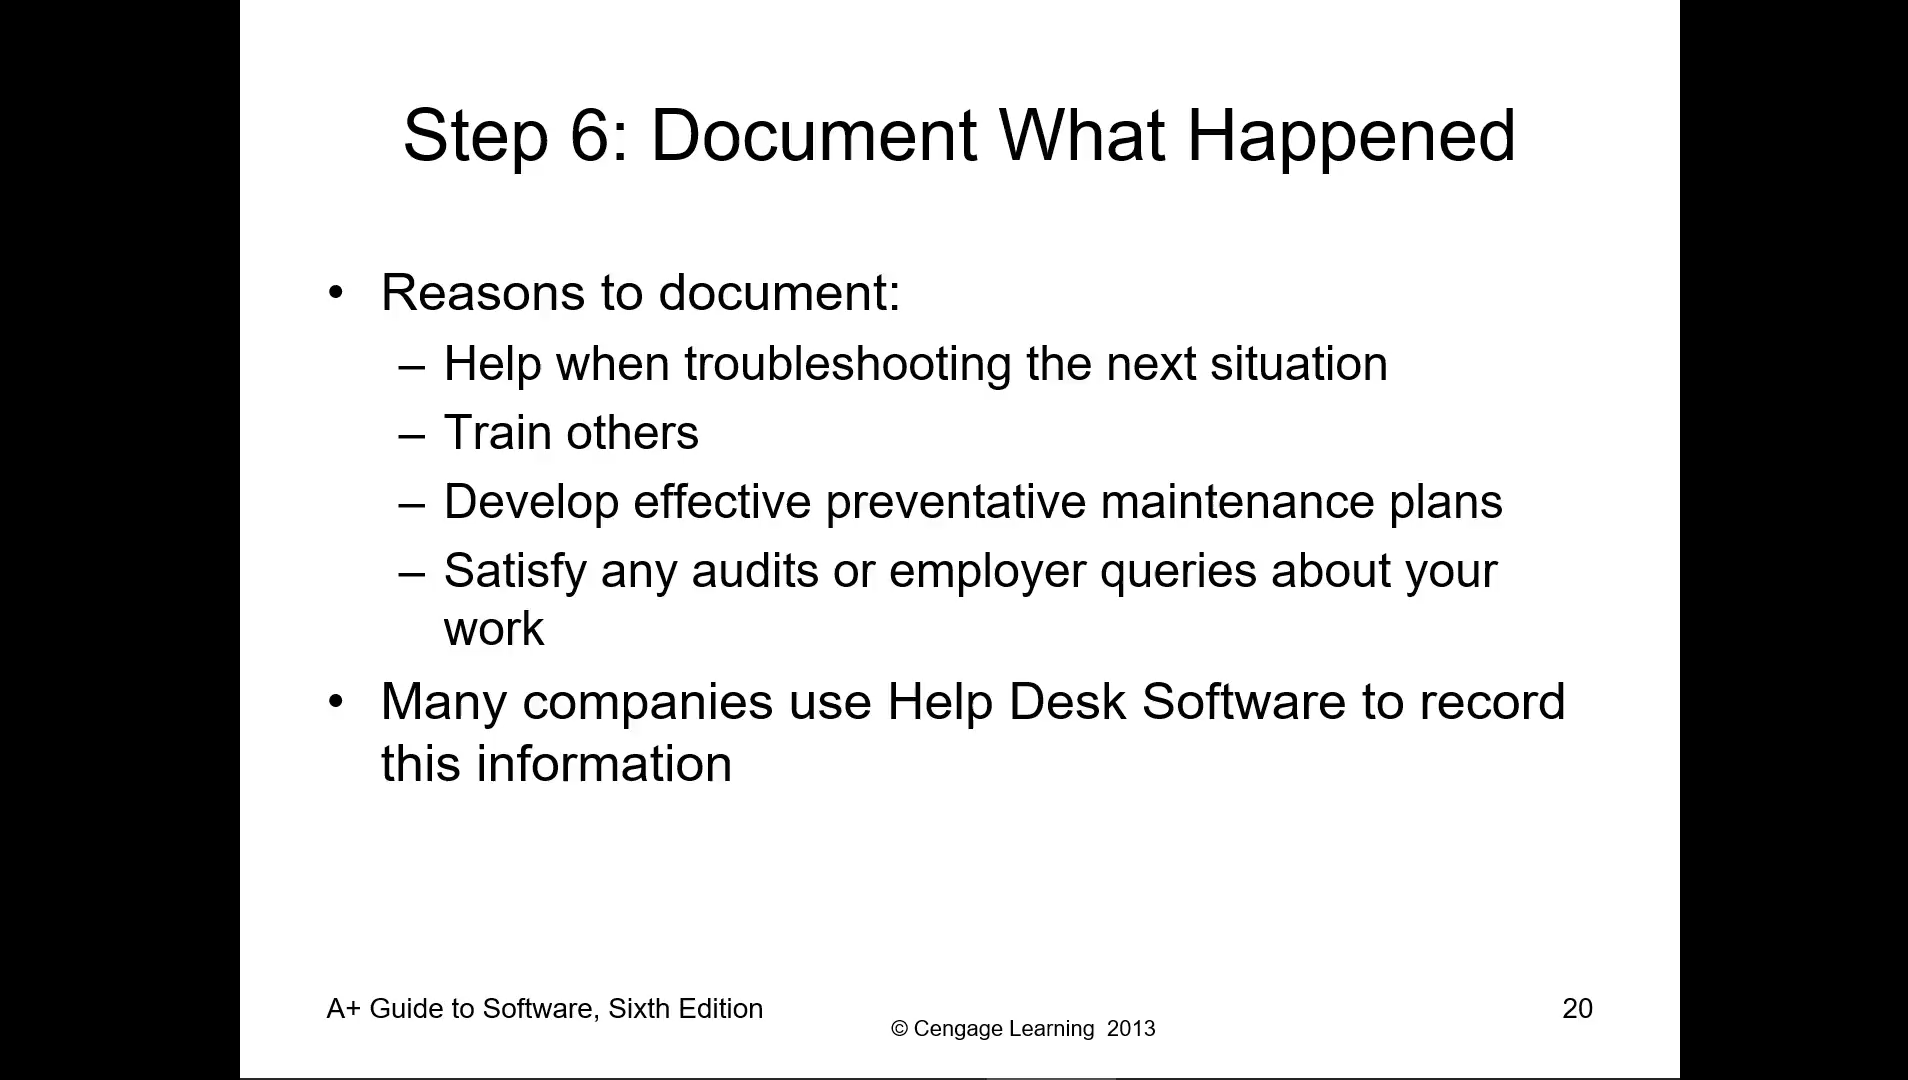 Step 6: Document What Happened
• Reasons to document:
– Help when troubleshooting the next situation
– Train others
– Develop effective preventative maintenance plans
– Satisfy any audits or employer queries about your
work
• Many companies use Help Desk Software to record
this information
A+ Guide to Software, Sixth Edition
© Cengage Learning 2013
20